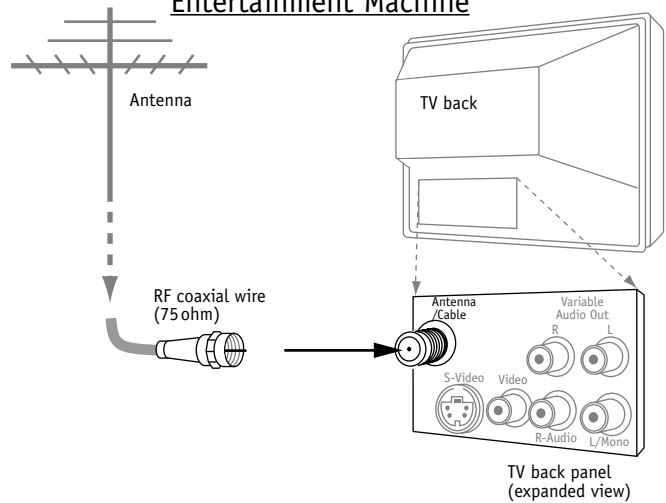 Entertainment Machine
Antenna
TV back
RF coaxial wire
(75 ohm)
Antenna
/Cable
Variable
Audio Out
R
L
S-Video
Video
R-Audio
L/Mono
TV back panel
(expanded view)